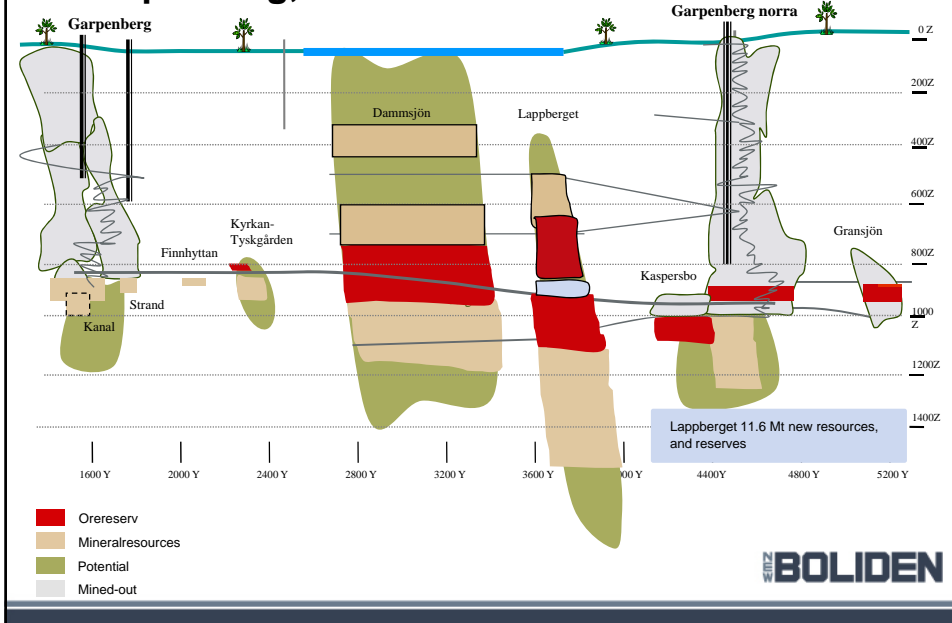 Garpenberg
Garpenberg norra
0 Z
200Z
Dammsjön
Lappberget
400Z
600Z
Kyrkan-
Tyskgården
Finnhyttan
Gransjön
800Z
Kaspersbo
Strand
Kanal
1000
Z
1200Z
1400Z
Lappberget 11.6 Mt new resources,
and reserves
1600 Y
2000 Y
2400 Y
2800 Y
3200 Y
3600 Y
4400Y
4800 Y
5200 Y
Orereserv
Mineralresources
Potential
Mined-out
NEW BOLIDEN